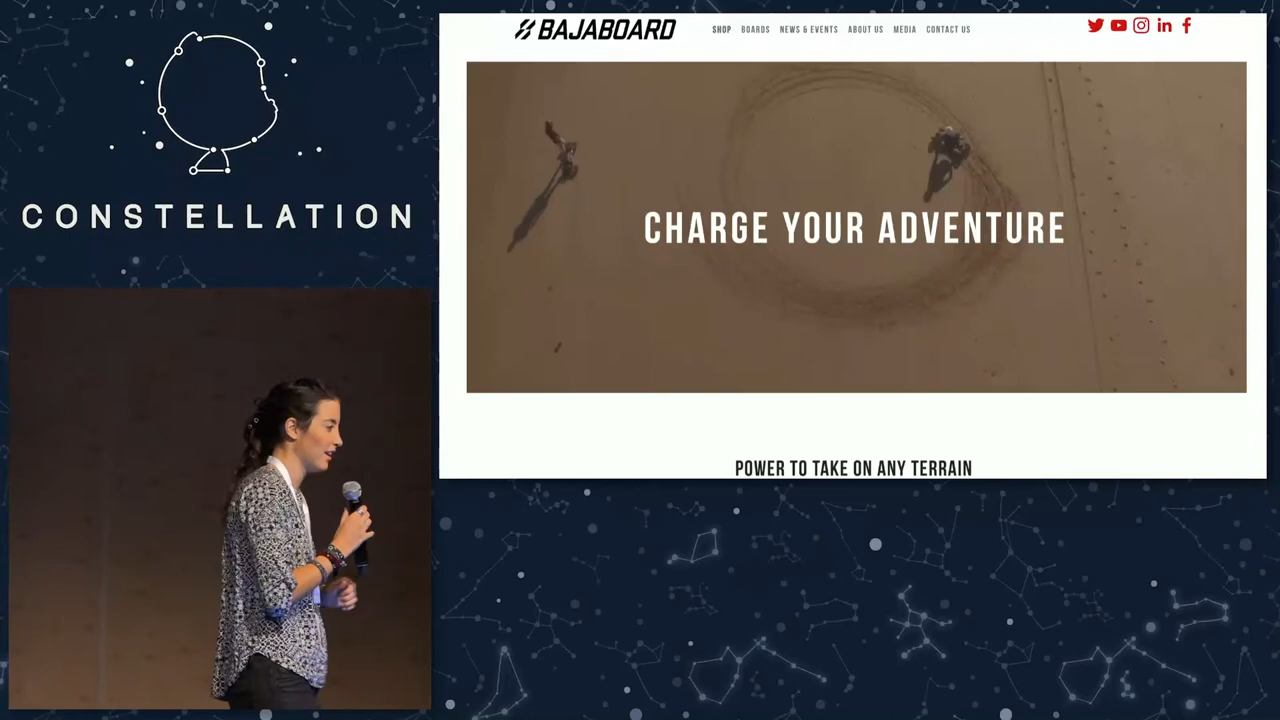 CONSTELLATION
BAJABOARD
SHOP BOARDS NEWS & EVENTS ABOUT US MEDIA CONTACT US
CHARGE YOUR ADVENTURE
POWER TO TAKE ON ANY TERRAIN